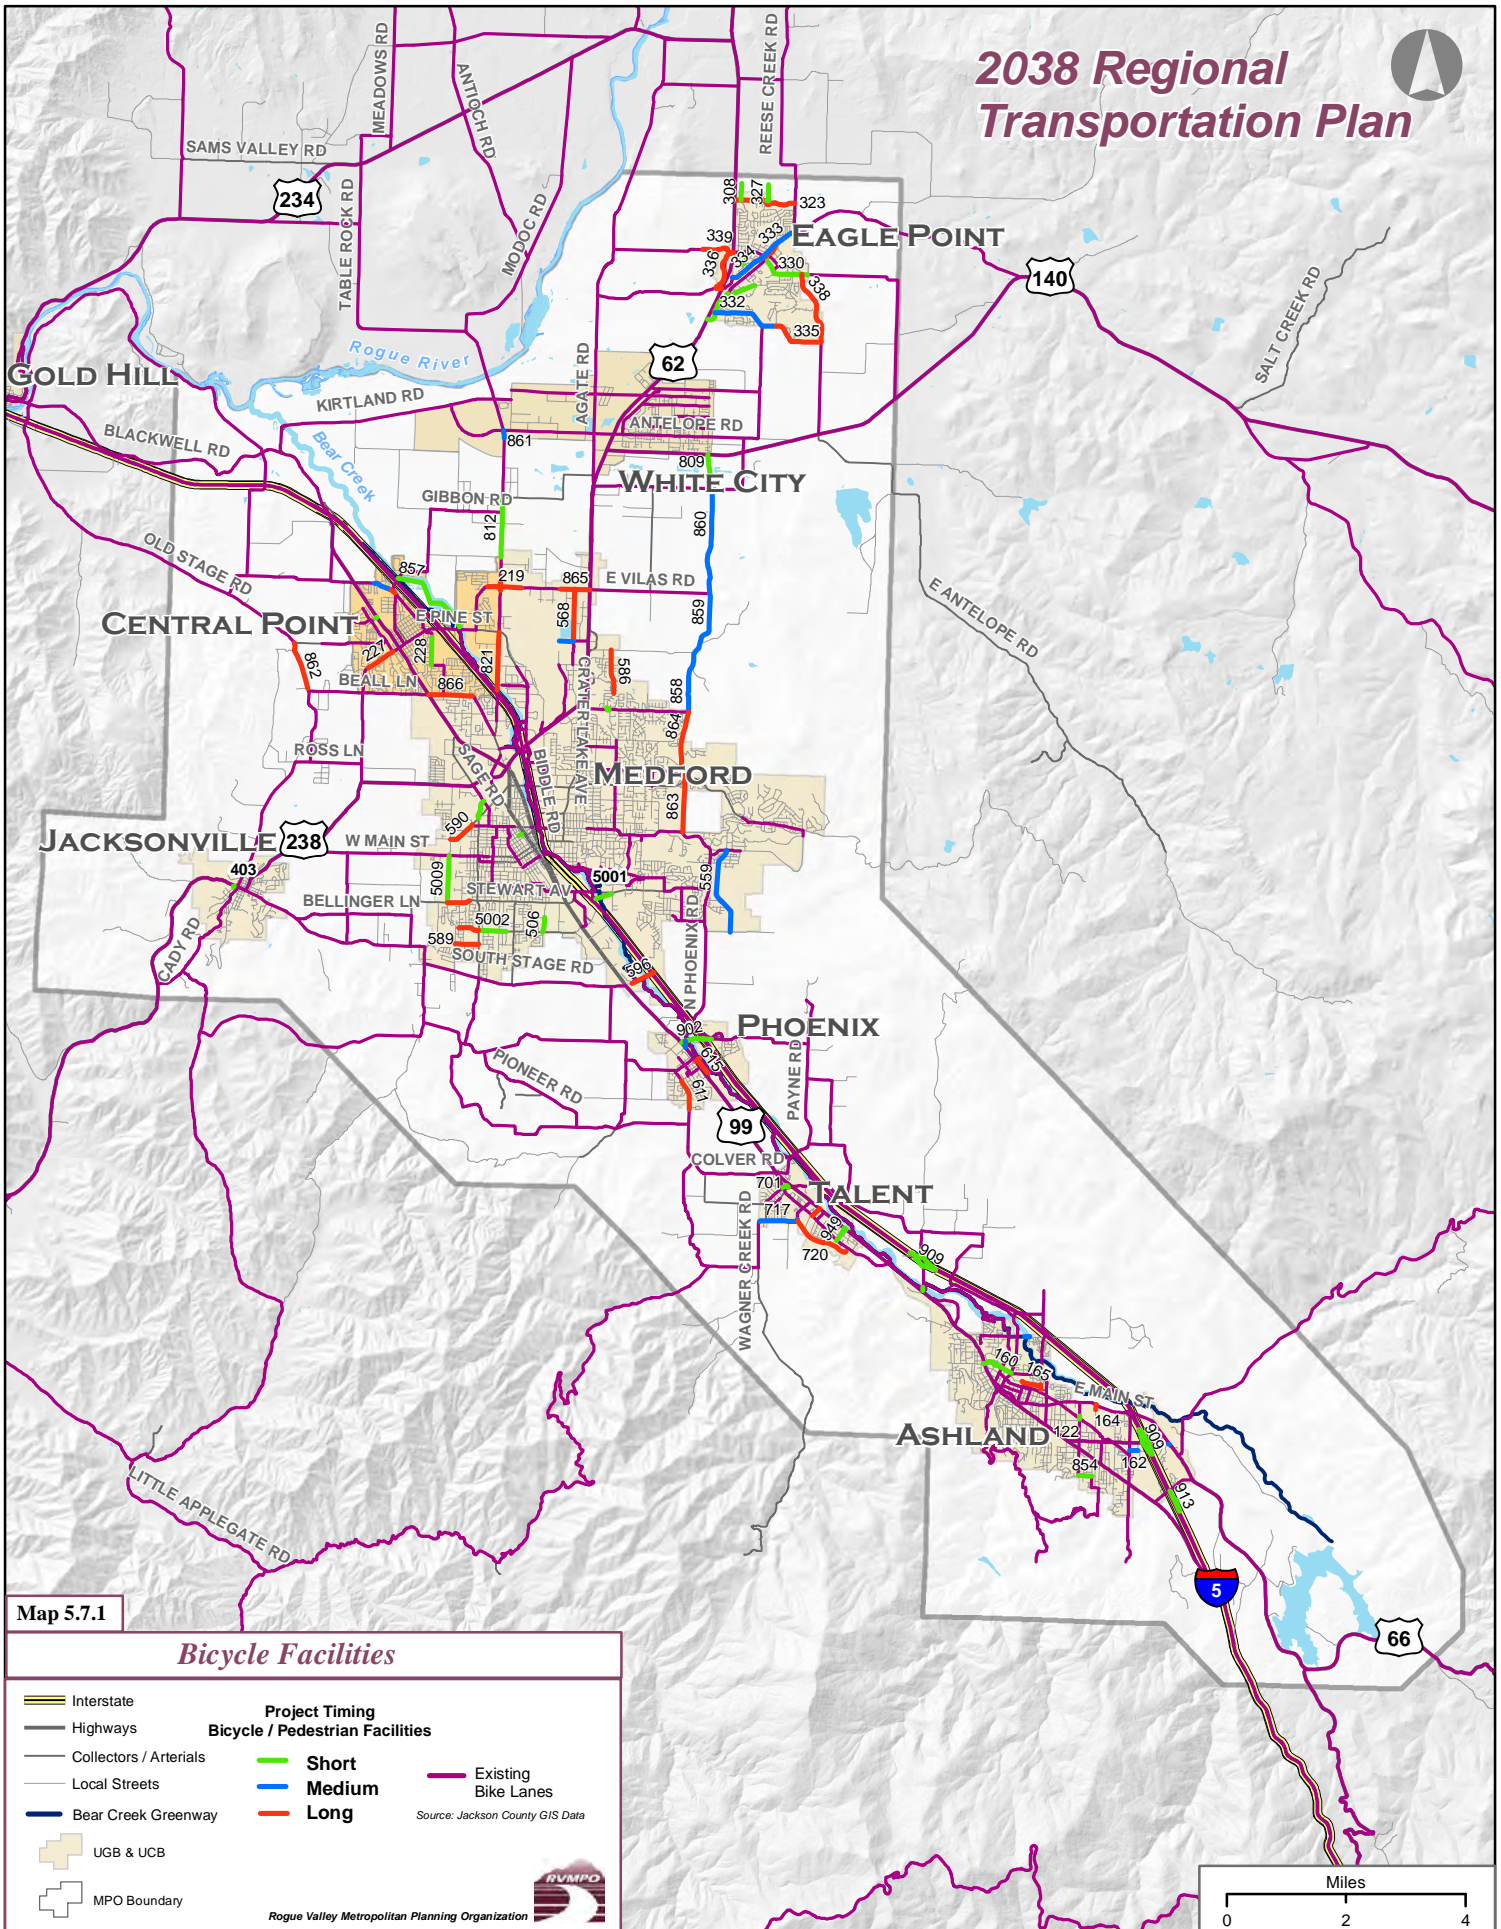 2038 Regional
Transportation Plan
MEADOWS RD
ANTIOCH RD
REESE CREEK RD
SAMS VALLEY RD
234
TABLE ROCK RD
MODOC RD
308
327
323
339
333
EAGLE POINT
336
334
330
338
332
335
140
SALT CREEK RD
Rogue River
62
GOLD HILL
KIRTLAND RD
AGATE RD
BLACKWELL RD
Bear Creek
861
ANTELOPE RD
809
WHITE CITY
GIBBON RD
812
860
OLD STAGE RD
857
219
865
E VILAS RD
E ANTELOPE RD
CENTRAL POINT
E PINE ST
568
859
862
227
228
821
586
BEALL LN
866
858
CRATER LAKE AVE
864
ROSS LN
SAGE RD
BIDDLE RD
MEDFORD
863
590
JACKSONVILLE
238
W MAIN ST
403
5009
5001
559
STEWART AV
BELLINGER LN
5002
506
589
CADY RD
SOUTH STAGE RD
596
N PHOENIX RD
902
PHOENIX
615
PIONEER RD
611
PAYNE RD
99
COLVER RD
701
TALENT
717
949
720
WAGNER CREEK RD
909
160
165
E MAIN ST
ASHLAND
122
164
909
162
854
913
LITTLE APPLEGATE RD
5
66
Map 5.7.1
Bicycle Facilities
Interstate
Highways
Collectors / Arterials
Local Streets
Bear Creek Greenway
UGB & UCB
MPO Boundary
Project Timing
Bicycle / Pedestrian Facilities
Short
Medium
Long
Existing
Bike Lanes
Source: Jackson County GIS Data
RVMPO
Rogue Valley Metropolitan Planning Organization
Miles
0 2 4